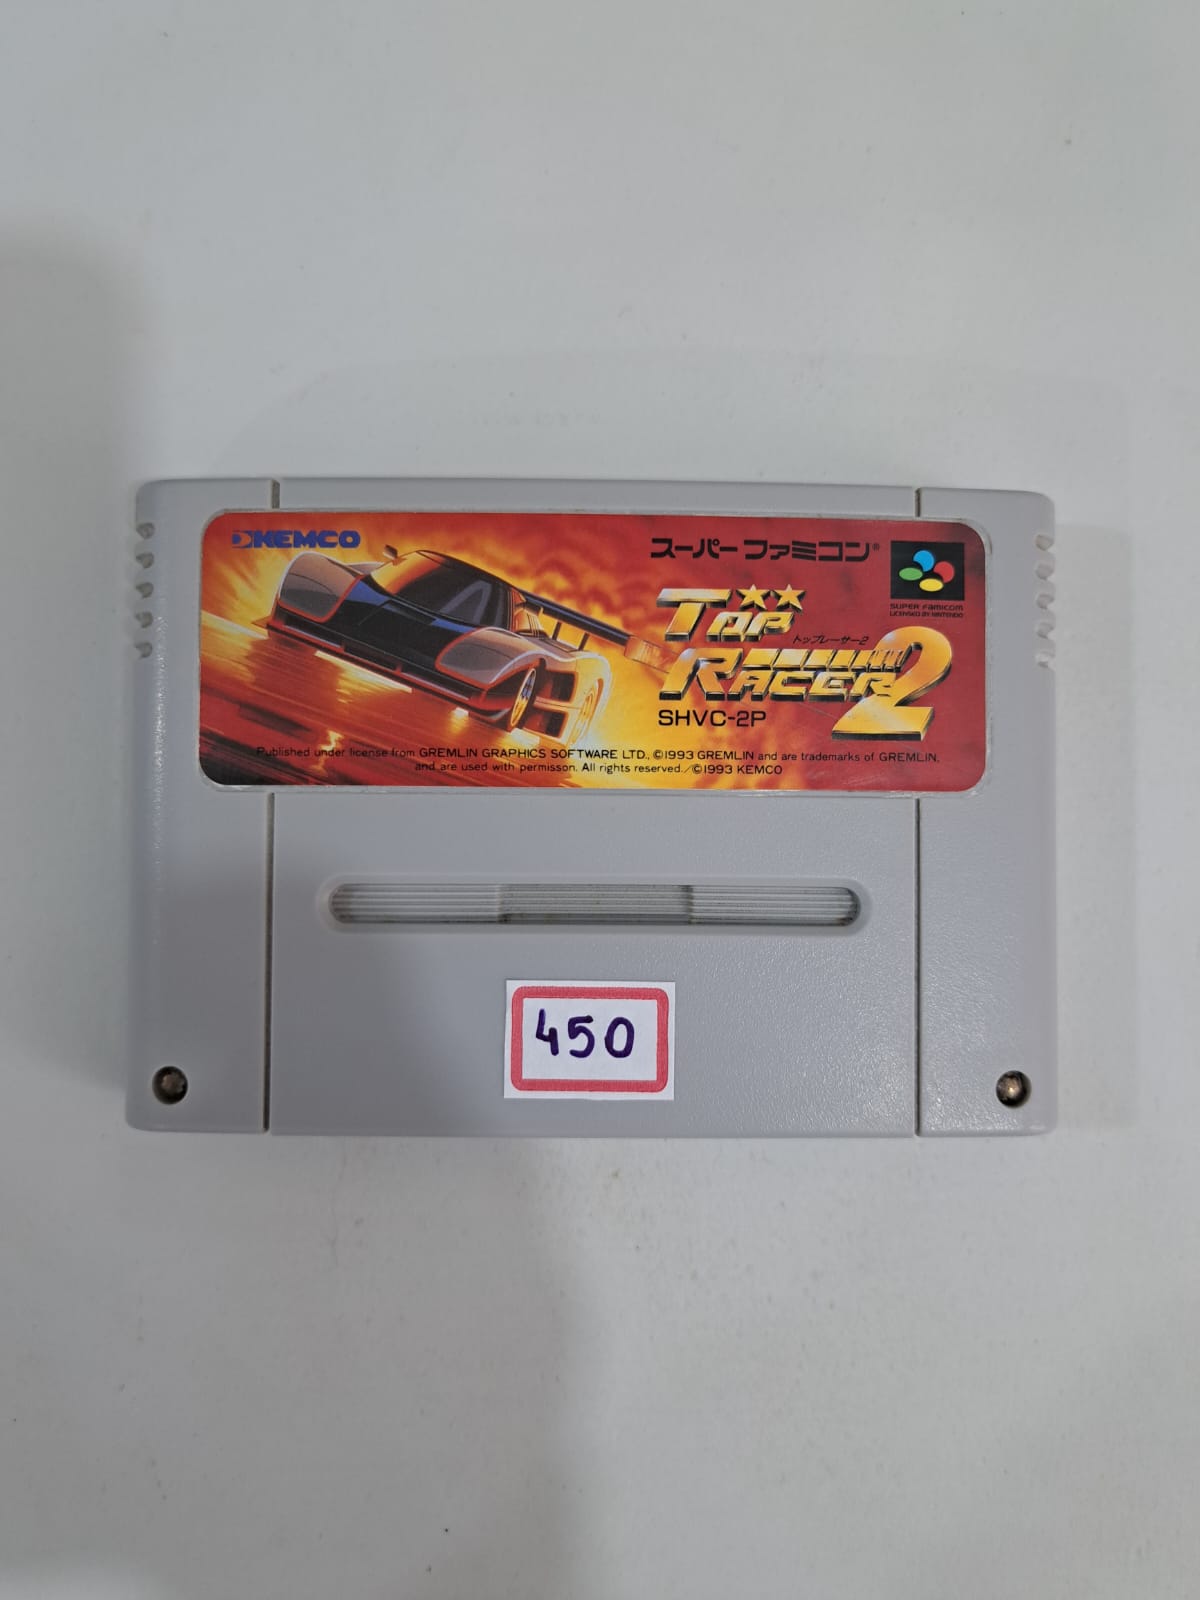 KEMCO
スーパーファミコン®
SUPER FAMICOM
LICENSED BY NINTENDO
TOP
トップレーサー2
RACER 2
SHVC-2P
Published under license from GREMLIN GRAPHICS SOFTWARE LTD., ©1993 GREMLIN and are trademarks of GREMLIN,
and are used with permisson. All rights reserved./©1993 KEMCO
450